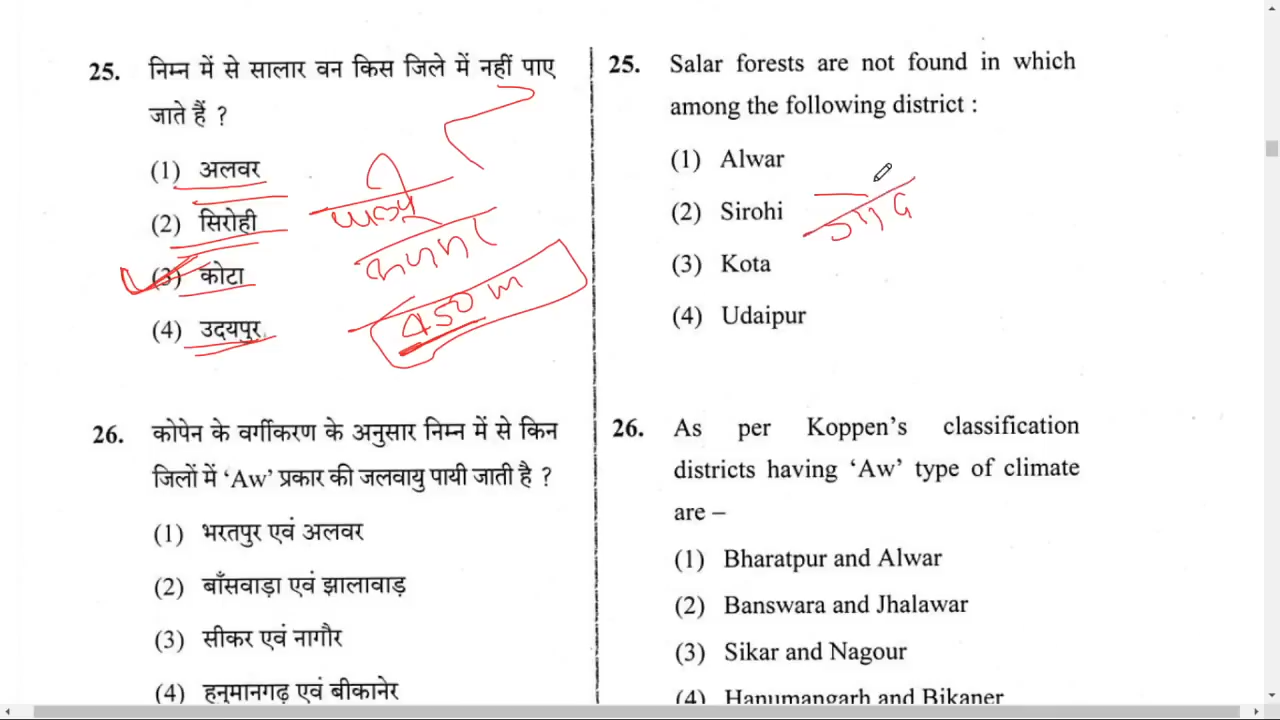 25. निम्न में से सालार वन किस जिले में नहीं पाए
जाते हैं ?
(1) अलवर
(2) सिरोही
(3) कोटा
(4) उदयपुर
450 m
26. कोपेन के वर्गीकरण के अनुसार निम्न में से किन
जिलों में ‘Aw’ प्रकार की जलवायु पायी जाती है ?
(1) भरतपुर एवं अलवर
(2) बाँसवाड़ा एवं झालावाड़
(3) सीकर एवं नागौर
(4) हनुमानगढ़ एवं बीकानेर
25. Salar forests are not found in which
among the following district :
(1) Alwar
(2) Sirohi
(3) Kota
(4) Udaipur
26. As per Koppen’s classification
districts having ‘Aw’ type of climate
are –
(1) Bharatpur and Alwar
(2) Banswara and Jhalawar
(3) Sikar and Nagour
(4) Hanumangarh and Bikaner